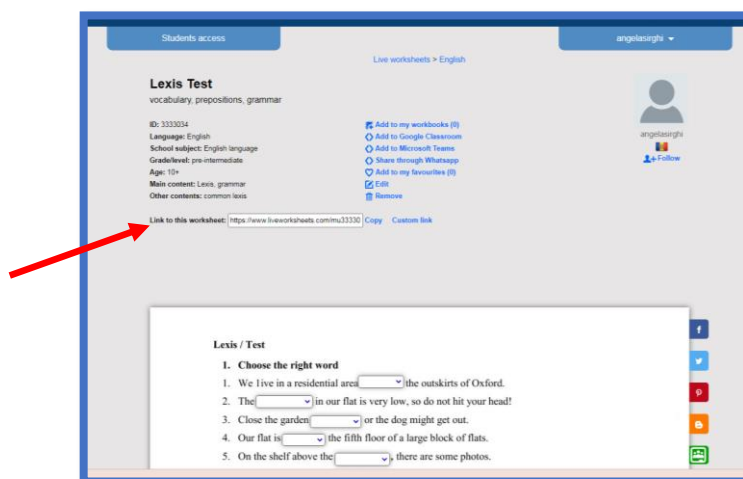 Students access
angelasirghi
Live worksheets > English
Lexis Test
vocabulary, prepositions, grammar
ID: 3333034
Language: English
School subject: English language
Grade/level: pre-intermediate
Age: 10+
Main content: Lexis, grammar
Other contents: common lexis
Add to my workbooks (0)
Add to Google Classroom
Add to Microsoft Teams
Share through Whatsapp
Add to my favourites (0)
Edit
Remove
angelasirghi
Follow
Link to this worksheet: https://www.liveworksheets.com/mu33330 Copy Custom link
Lexis / Test
1. Choose the right word
1. We live in a residential area the outskirts of Oxford.
2. The in our flat is very low, so do not hit your head!
3. Close the garden or the dog might get out.
4. Our flat is the fifth floor of a large block of flats.
5. On the shelf above the , there are some photos.